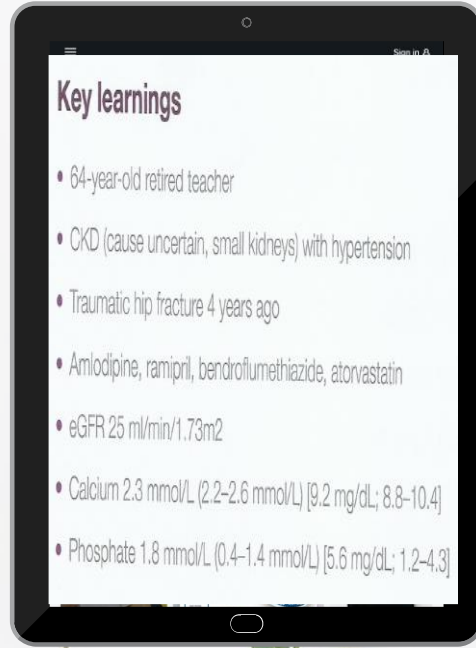 Sign in
Key learnings
• 64-year-old retired teacher
• CKD (cause uncertain, small kidneys) with hypertension
• Traumatic hip fracture 4 years ago
• Amlodipine, ramipril, bendroflumethiazide, atorvastatin
• eGFR 25 ml/min/1.73m2
• Calcium 2.3 mmol/L (2.2–2.6 mmol/L) [9.2 mg/dL; 8.8–10.4]
• Phosphate 1.8 mmol/L (0.4–1.4 mmol/L) [5.6 mg/dL; 1.2–4.3]